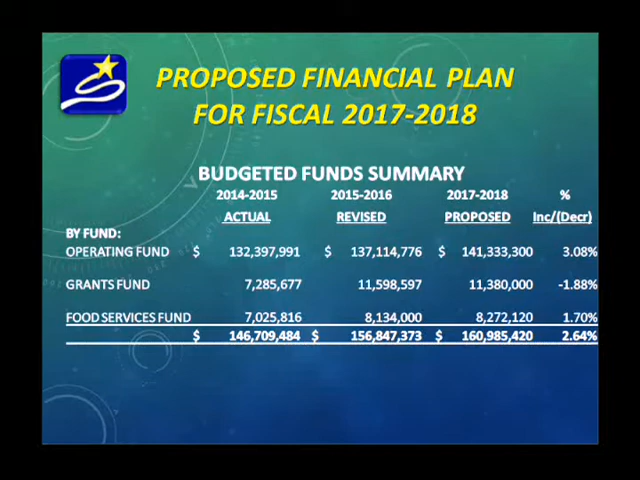 PROPOSED FINANCIAL PLAN
FOR FISCAL 2017-2018
BUDGETED FUNDS SUMMARY
2014-2015 2015-2016 2017-2018 %
ACTUAL REVISED PROPOSED Inc/(Decr)
BY FUND:
OPERATING FUND $ 132,397,991 $ 137,114,776 $ 141,333,300 3.08%
GRANTS FUND 7,285,677 11,598,597 11,380,000 -1.88%
FOOD SERVICES FUND 7,025,816 8,134,000 8,272,120 1.70%
$ 146,709,484 $ 156,847,373 $ 160,985,420 2.64%